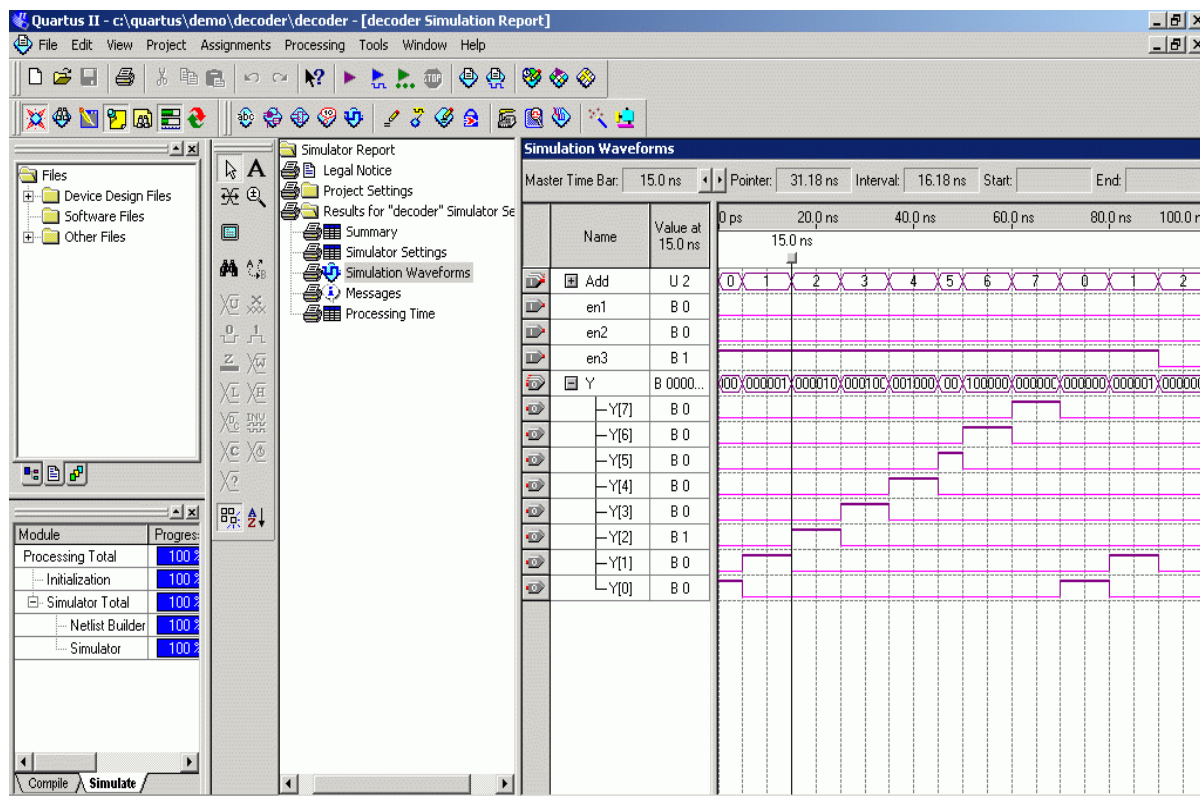 Quartus II - c:\quartus\demo\decoder\decoder - [decoder Simulation Report]
File Edit View Project Assignments Processing Tools Window Help
Files
Device Design Files
Software Files
Other Files
Module Progres
Processing Total 100 %
Initialization 100 %
Simulator Total 100 %
Netlist Builder 100 %
Simulator 100 %
Compile Simulate
Simulator Report
Legal Notice
Project Settings
Results for "decoder" Simulator Se
Summary
Simulator Settings
Simulation Waveforms
Messages
Processing Time
Simulation Waveforms
Master Time Bar: 15.0 ns Pointer: 31.18 ns Interval: 16.18 ns Start: End:
Name Value at 15.0 ns
0 ps 20.0 ns 40.0 ns 60.0 ns 80.0 ns 100.0 n
15.0 ns
Add U 2 0 1 2 3 4 5 6 7 0 1 2
en1 B 0
en2 B 0
en3 B 1
Y B 0000... 000001 000010 000100 001000 00 100000 000000 000000 000001 000000
Y[7] B 0
Y[6] B 0
Y[5] B 0
Y[4] B 0
Y[3] B 0
Y[2] B 1
Y[1] B 0
Y[0] B 0